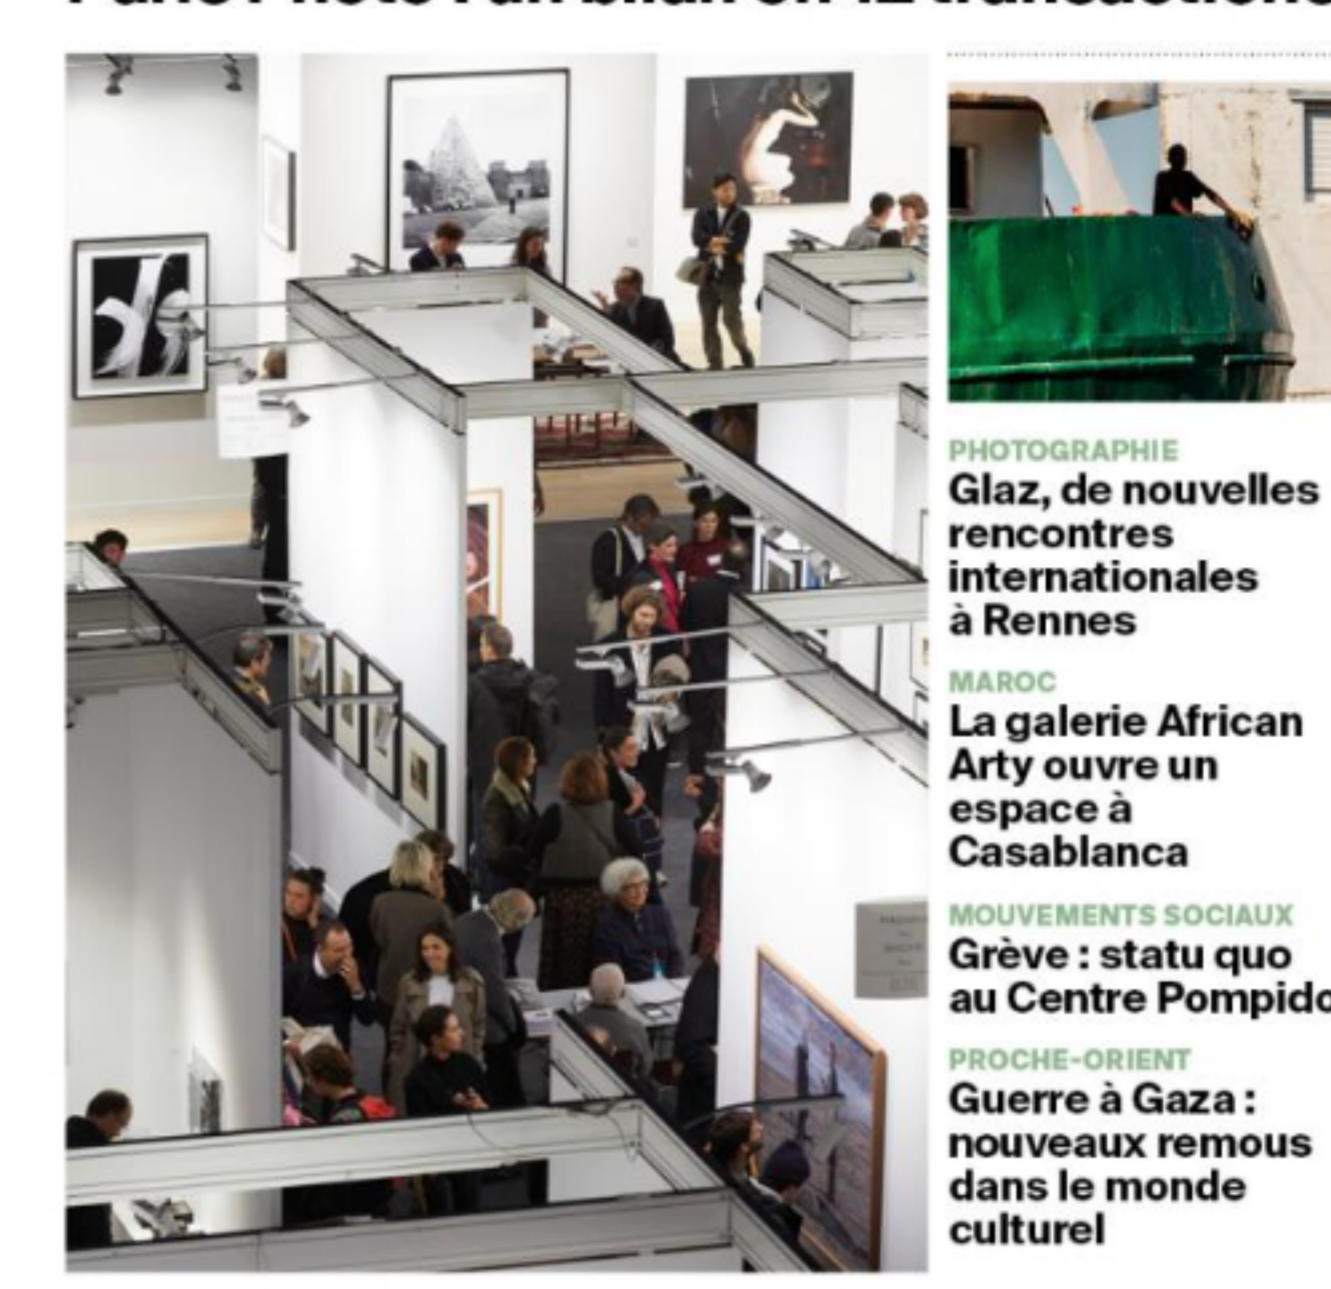 PHOTOGRAPHIE
Glaz, de nouvelles
rencontres
internationales
à Rennes
MAROC
La galerie African
Arty ouvre un
espace à
Casablanca
MOUVEMENTS SOCIAUX
Grève : statu quo
au Centre Pompido
PROCHE-ORIENT
Guerre à Gaza :
nouveaux remous
dans le monde
culturel